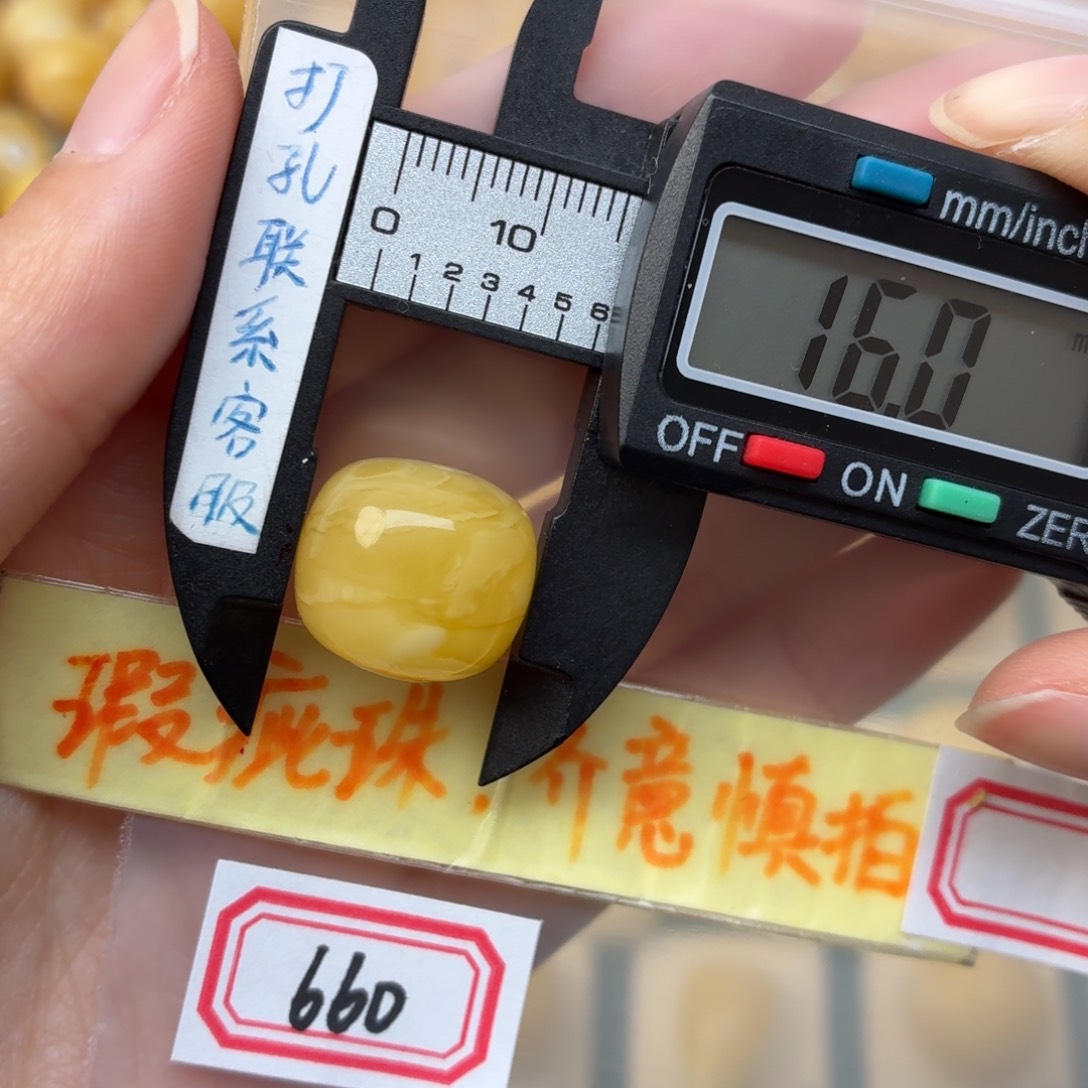 打孔联系客服
0 10
1 2 3 4 5 6
mm/inch
16.0
OFF ON ZER
瑕疵珠，介意慎拍
660